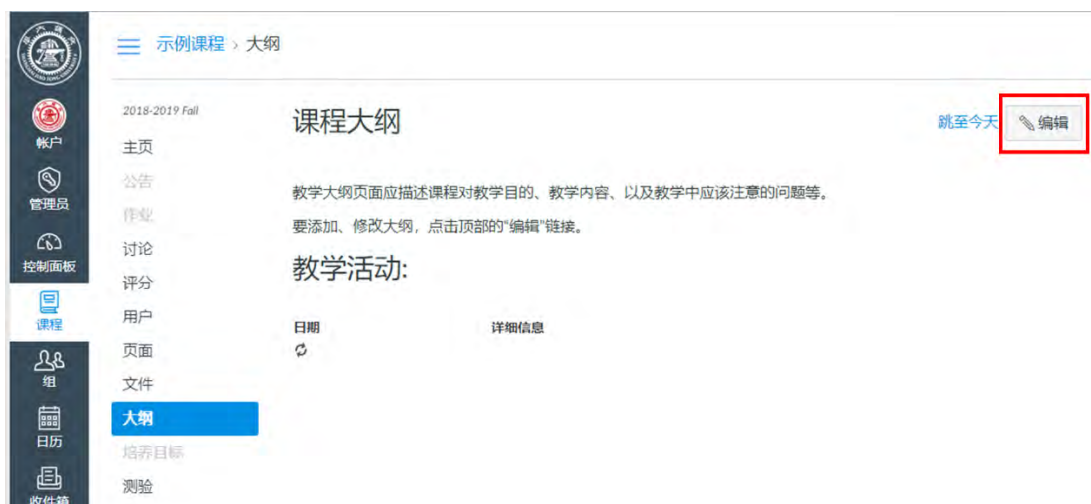 示例课程 › 大纲
帐户
管理员
控制面板
课程
组
日历
收件箱
2018-2019 Fall
主页
公告
作业
讨论
评分
用户
页面
文件
大纲
培养目标
测验
课程大纲
跳至今天
编辑
教学大纲页面应描述课程对教学目的、教学内容、以及教学中应该注意的问题等。
要添加、修改大纲，点击顶部的“编辑”链接。
教学活动:
日期 详细信息